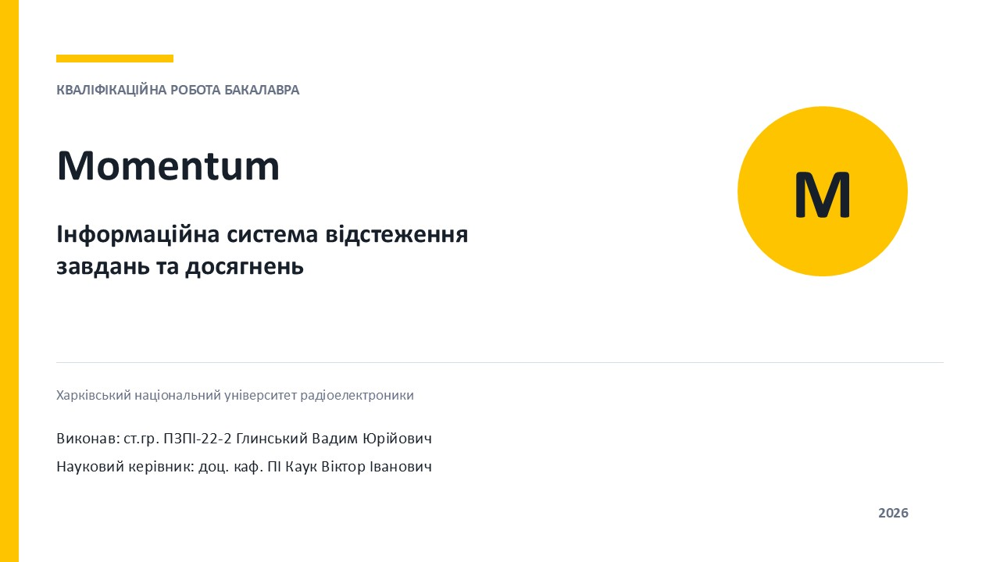 КВАЛІФІКАЦІЙНА РОБОТА БАКАЛАВРА
Momentum
M
Інформаційна система відстеження
завдань та досягнень
Харківський національний університет радіоелектроники
Виконав: ст.гр. ПЗПІ-22-2 Глинський Вадим Юрійович
Науковий керівник: доц. каф. ПІ Каук Віктор Іванович
2026